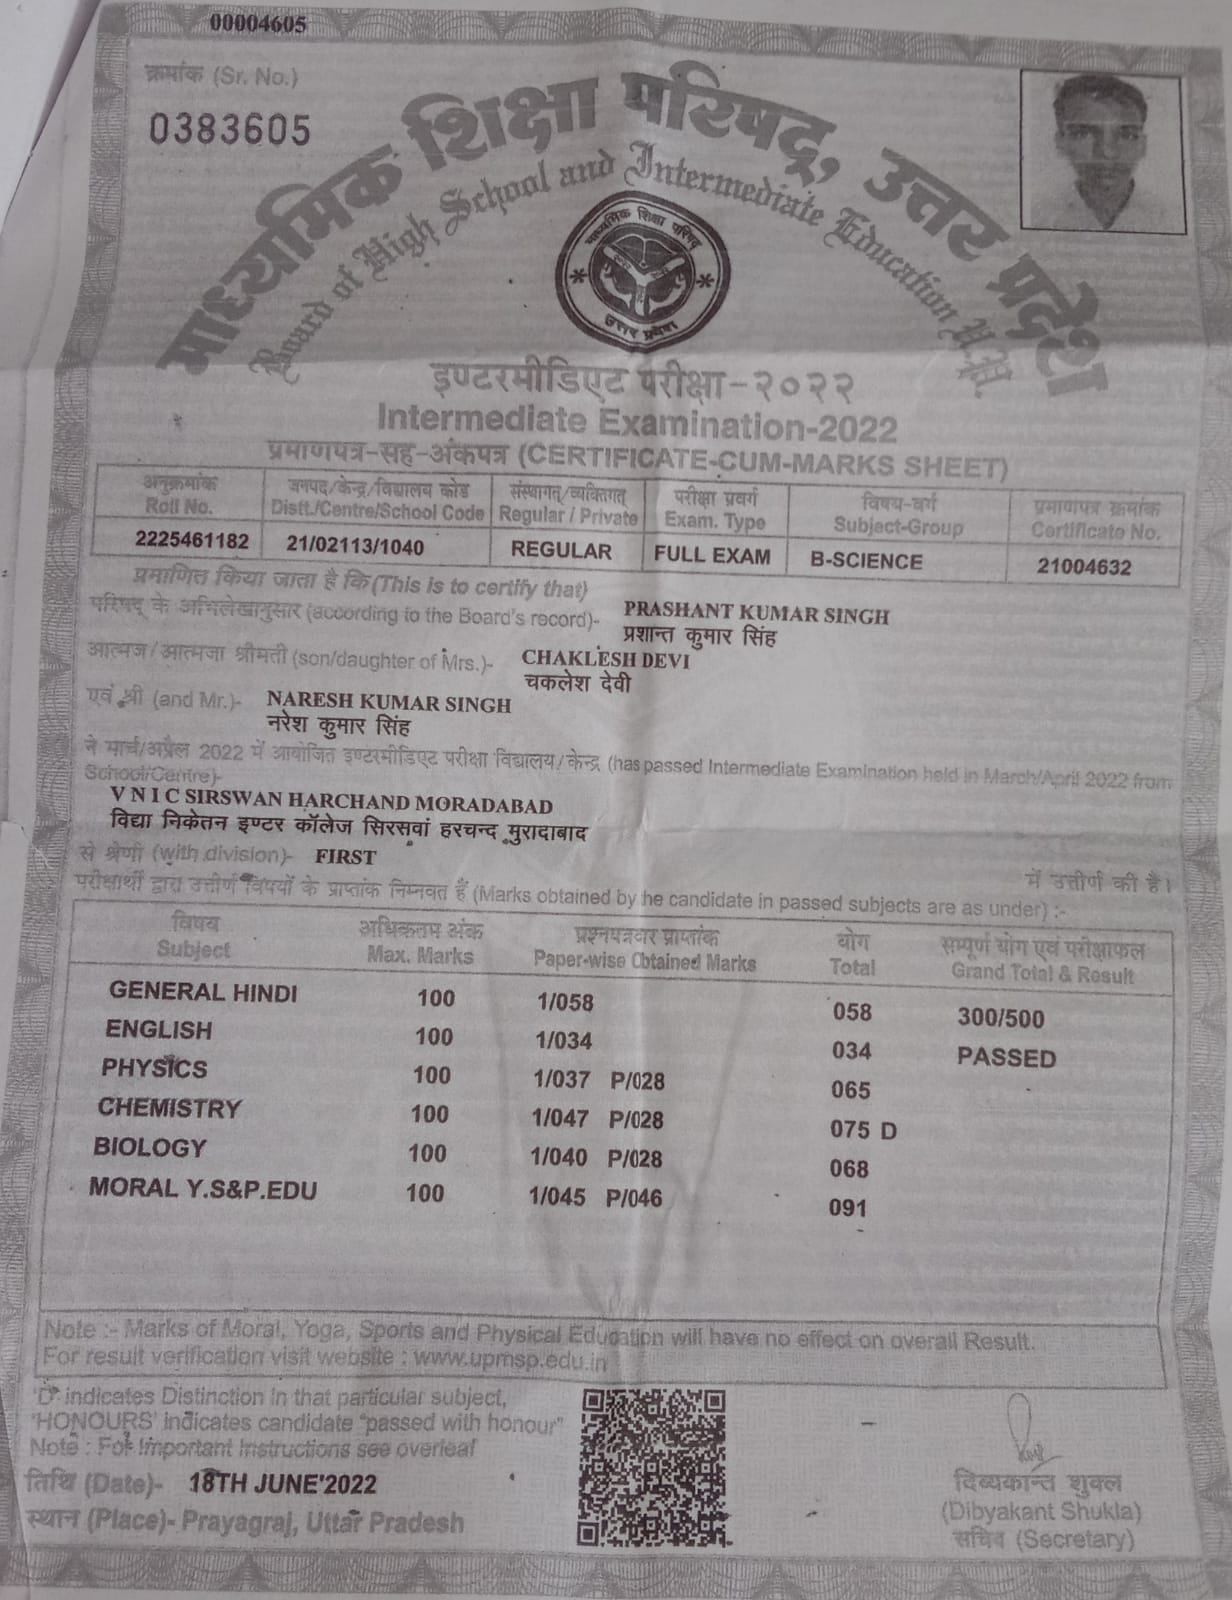 00004605
क्रमांक (Sr. No.)
0383605
माध्यमिक शिक्षा परिषद्, उत्तर प्रदेश
Board of High School and Intermediate Education U.P.
माध्यमिक शिक्षा परिषद्
उत्तर प्रदेश
इण्टरमीडिएट परीक्षा-२०२२
Intermediate Examination-2022
प्रमाणपत्र-सह-अंकपत्र (CERTIFICATE-CUM-MARKS SHEET)
अनुक्रमांक जनपद/केन्द्र/विद्यालय कोड संस्थागत/व्यक्तिगत परीक्षा प्रवर्ग विषय-वर्ग प्रमाणपत्र क्रमांक
Roll No. Distt./Centre/School Code Regular / Private Exam. Type Subject-Group Certificate No.
2225461182 21/02113/1040 REGULAR FULL EXAM B-SCIENCE 21004632
प्रमाणित किया जाता है कि (This is to certify that)
परिषद् के अभिलेखानुसार (according to the Board's record)- PRASHANT KUMAR SINGH
प्रशान्त कुमार सिंह
आत्मज/आत्मजा श्रीमती (son/daughter of Mrs.)- CHAKLESH DEVI
चकलेश देवी
एवं श्री (and Mr.)- NARESH KUMAR SINGH
नरेश कुमार सिंह
ने मार्च/अप्रैल 2022 में आयोजित इण्टरमीडिएट परीक्षा विद्यालय/केन्द्र (has passed Intermediate Examination held in March/April 2022 from
School/Centre)-
V N I C SIRSWAN HARCHAND MORADABAD
विद्या निकेतन इण्टर कॉलेज सिरसवां हरचन्द मुरादाबाद
से श्रेणी (with division)- FIRST में उत्तीर्ण की है।
परीक्षार्थी द्वारा उत्तीर्ण विषयों के प्राप्तांक निम्नवत हैं (Marks obtained by he candidate in passed subjects are as under) :-
विषय अधिकतम अंक प्रश्नपत्रवार प्राप्तांक योग सम्पूर्ण योग एवं परीक्षाफल
Subject Max. Marks Paper-wise Obtained Marks Total Grand Total & Result
GENERAL HINDI 100 1/058 058 300/500
ENGLISH 100 1/034 034 PASSED
PHYSICS 100 1/037 P/028 065
CHEMISTRY 100 1/047 P/028 075 D
BIOLOGY 100 1/040 P/028 068
MORAL Y.S&P.EDU 100 1/045 P/046 091
Note :- Marks of Moral, Yoga, Sports and Physical Education will have no effect on overall Result.
For result verification visit website : www.upmsp.edu.in
'D' indicates Distinction in that particular subject,
'HONOURS' indicates candidate "passed with honour"
Note : For Important Instructions see overleaf
तिथि (Date)- 18TH JUNE'2022
स्थान (Place)- Prayagraj, Uttar Pradesh
दिब्यकान्त शुक्ल
(Dibyakant Shukla)
सचिव (Secretary)